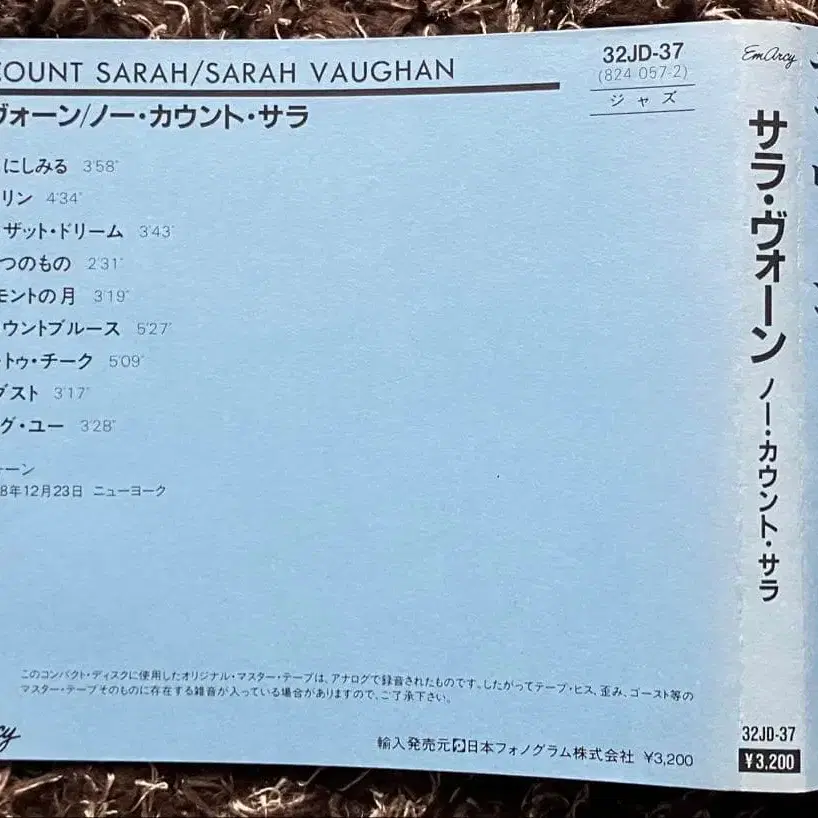 COUNT SARAH/SARAH VAUGHAN
ヴォーン/ノー・カウント・サラ
32JD-37
(824 057-2)
ジャズ
にしみる 3'58"
リン 4'34"
ザット・ドリーム 3'43"
つのもの 2'31"
モントの月 3'19"
ウントブルース 5'27"
・トゥ・チーク 5'09"
グスト 3'17"
グ・ユー 3'28"
ーン
8年12月23日 ニューヨーク
このコンパクト・ディスクに使用したオリジナル・マスター・テープは、アナログで録音されたものです。したがってテープ・ヒス、歪み、ゴースト等の
マスター・テープそのものに存在する雑音が入っている場合がありますので、ご了承下さい。
輸入発売元 日本フォノグラム株式会社 ¥3,200
EmArcy
サラ・ヴォーン ノー・カウント・サラ
32JD-37
¥3,200